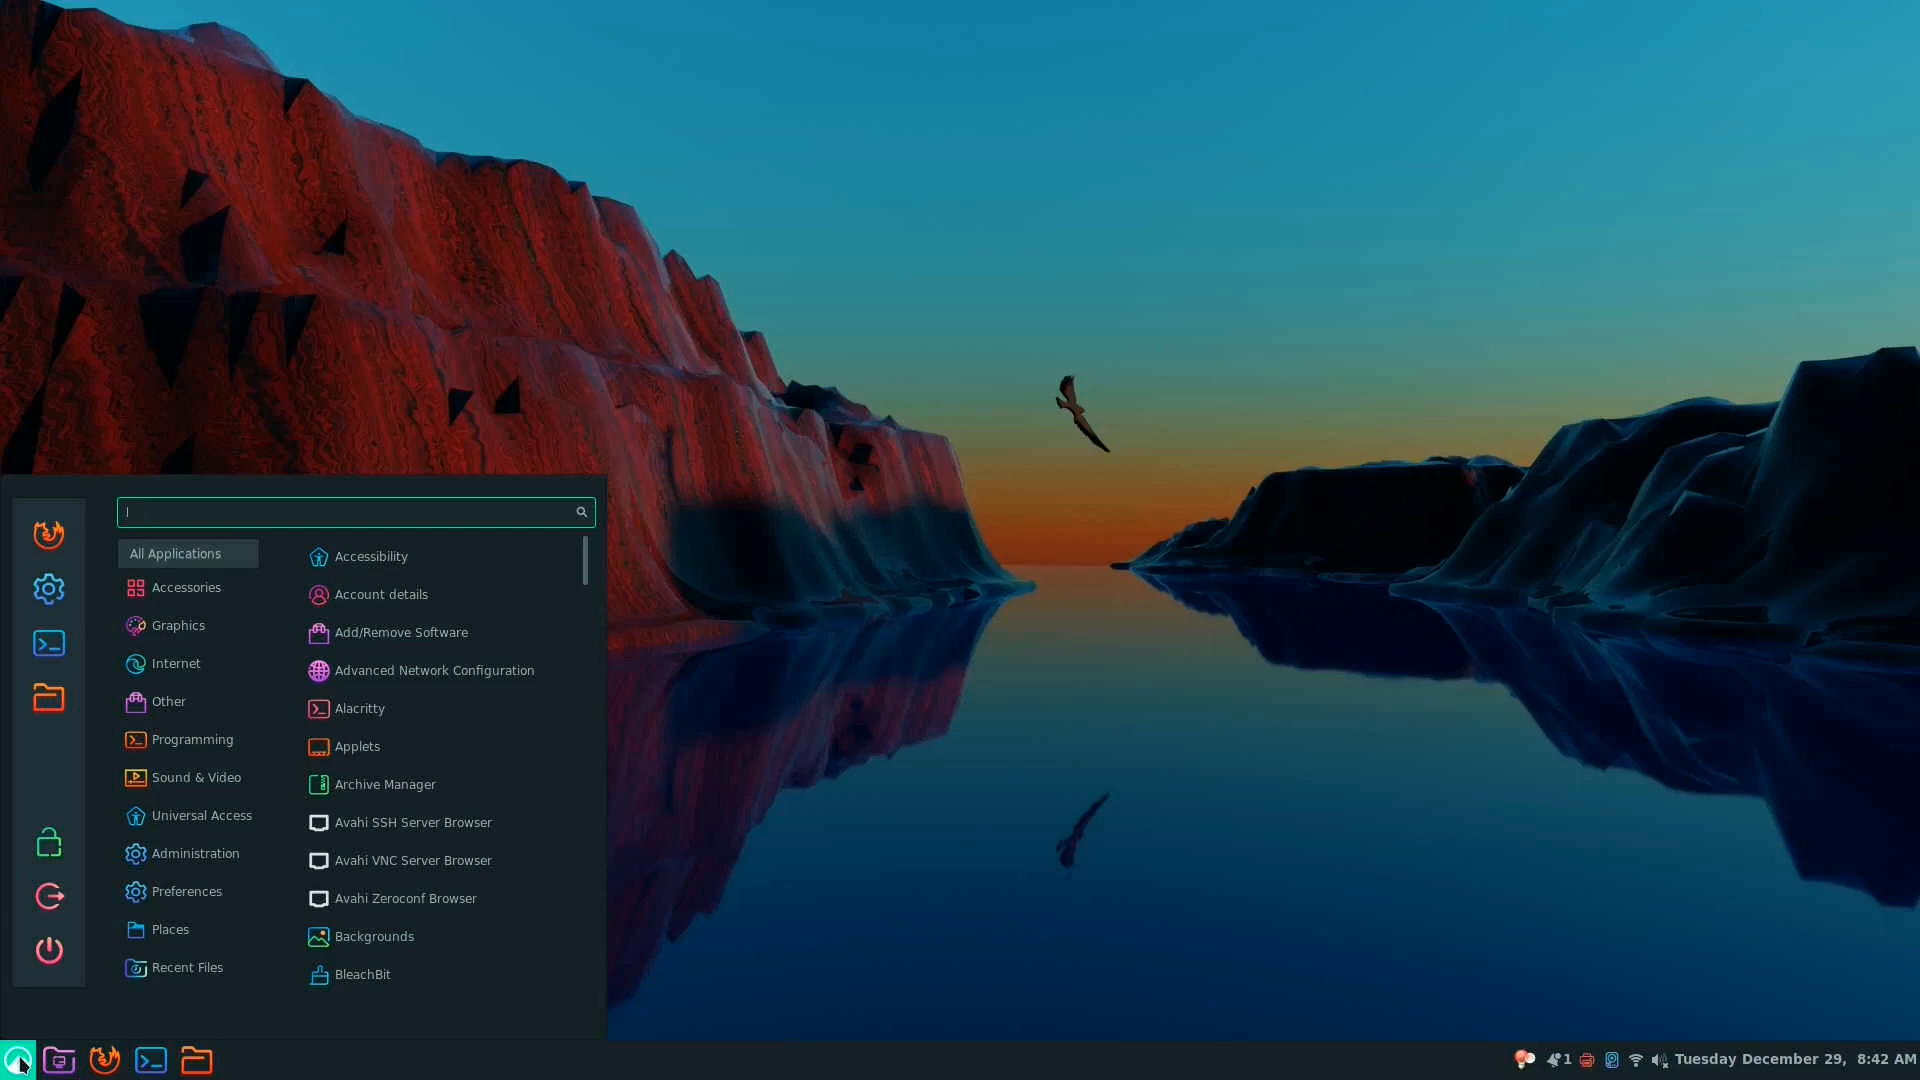 All Applications
Accessories
Graphics
Internet
Other
Programming
Sound & Video
Universal Access
Administration
Preferences
Places
Recent Files
Accessibility
Account details
Add/Remove Software
Advanced Network Configuration
Alacritty
Applets
Archive Manager
Avahi SSH Server Browser
Avahi VNC Server Browser
Avahi Zeroconf Browser
Backgrounds
BleachBit
1 Tuesday December 29, 8:42 AM